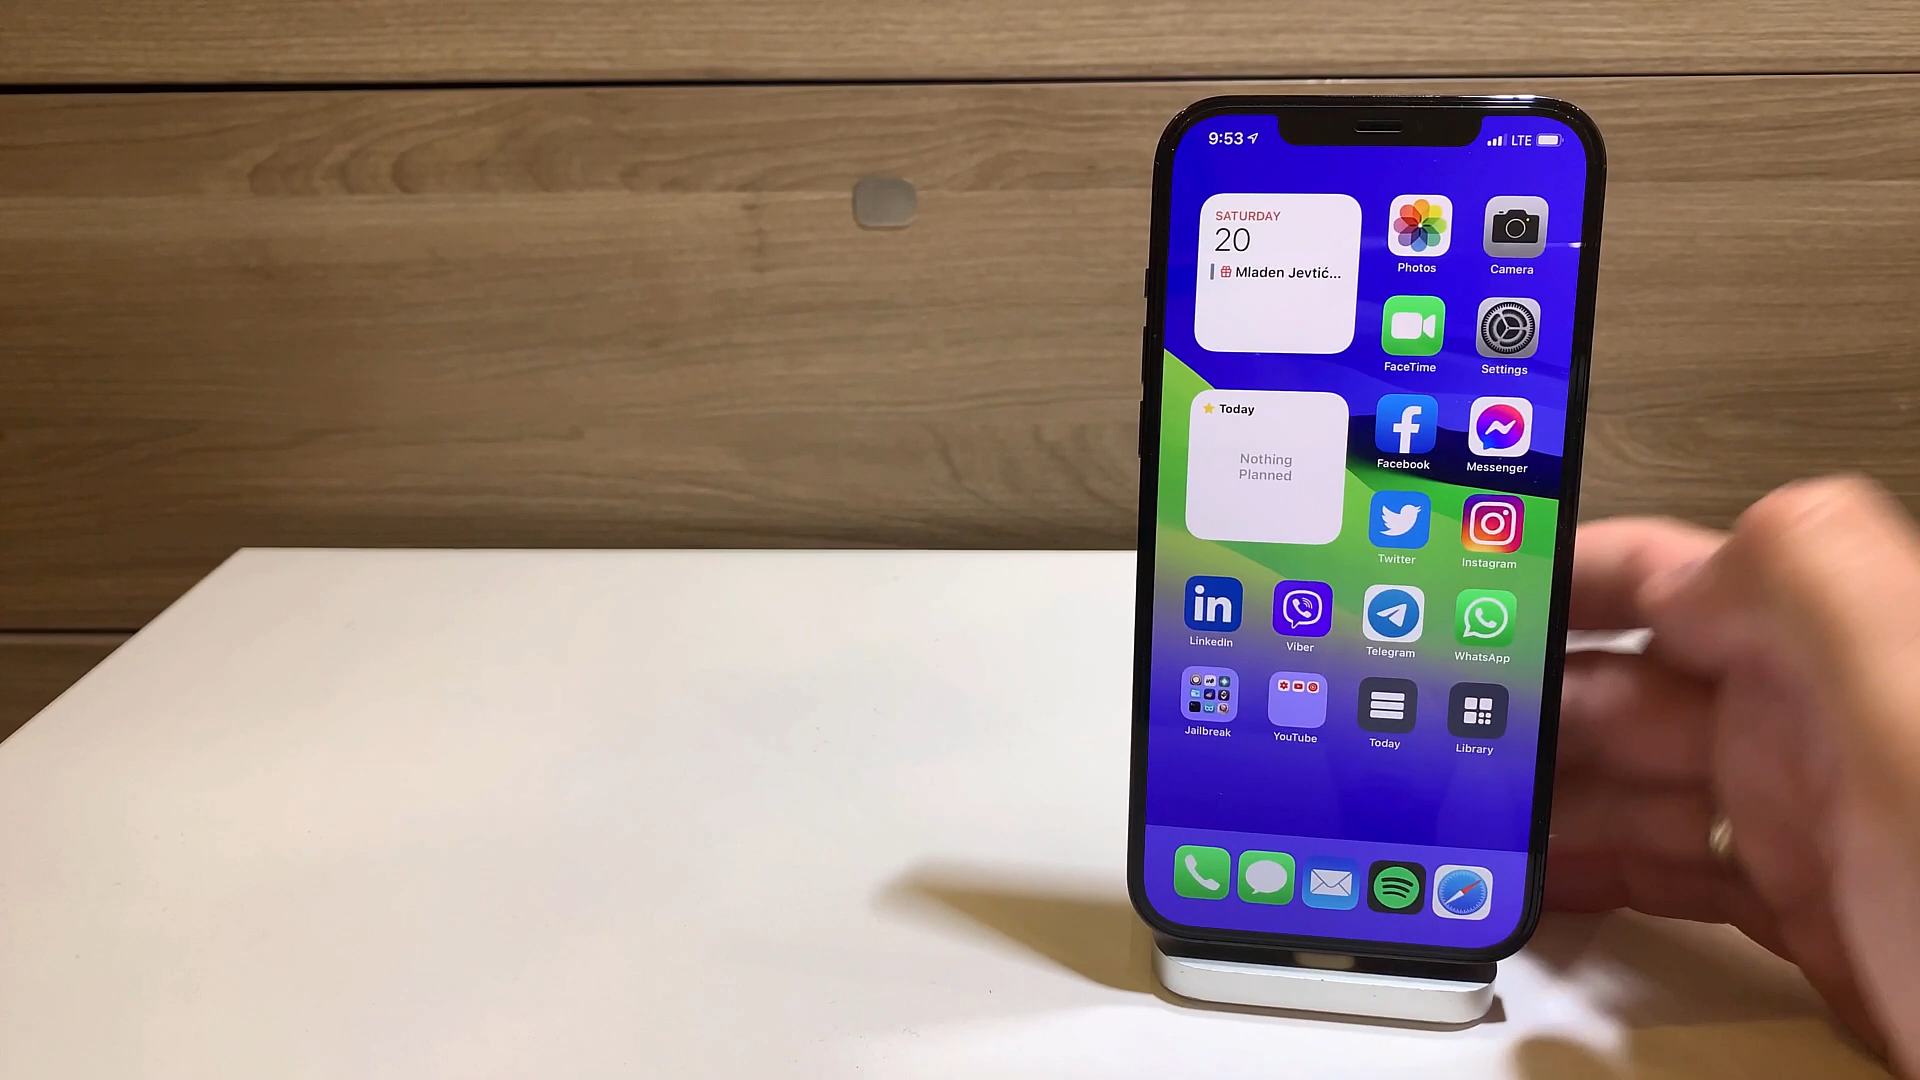 9:53
LTE
SATURDAY
20
Mladen Jevtić...
Photos
Camera
FaceTime
Settings
Today
Nothing
Planned
Facebook
Messenger
Twitter
Instagram
in
LinkedIn
Viber
Telegram
WhatsApp
Jailbreak
YouTube
Today
Library